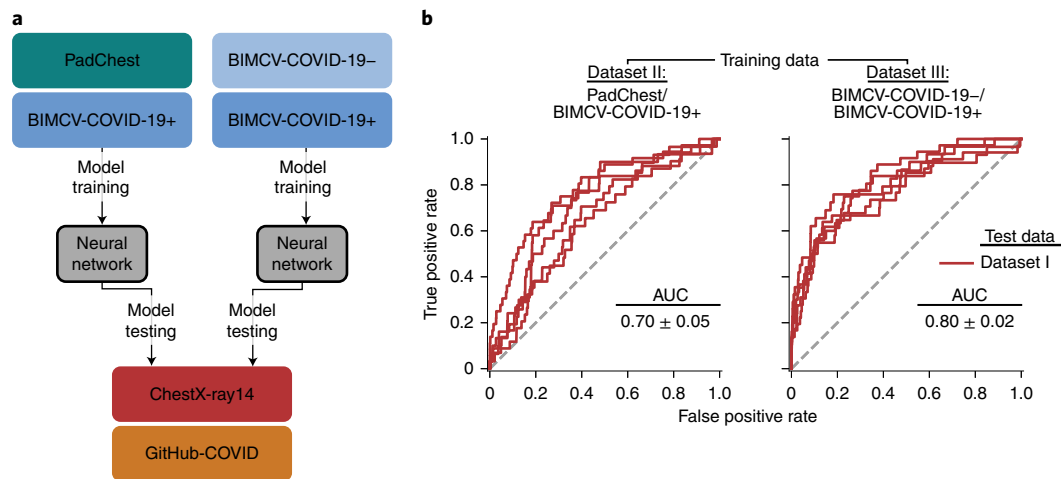 a
PadChest
BIMCV-COVID-19–
BIMCV-COVID-19+
BIMCV-COVID-19+
Model
training
Model
training
Neural
network
Neural
network
Model
testing
Model
testing
ChestX-ray14
GitHub-COVID
b
Training data
Dataset II:
PadChest/
BIMCV-COVID-19+
Dataset III:
BIMCV-COVID-19–/
BIMCV-COVID-19+
True positive rate
1.0
0.8
0.6
0.4
0.2
0
AUC
0.70 ± 0.05
0 0.2 0.4 0.6 0.8 1.0
Test data
Dataset I
AUC
0.80 ± 0.02
0 0.2 0.4 0.6 0.8 1.0
False positive rate